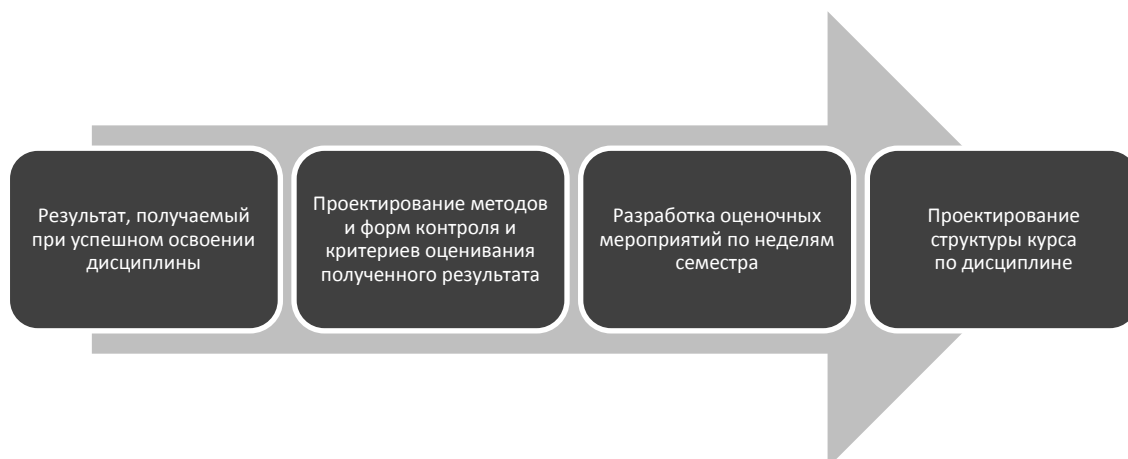 Результат, получаемый
при успешном освоении
дисциплины
Проектирование методов
и форм контроля и
критериев оценивания
полученного результата
Разработка оценочных
мероприятий по неделям
семестра
Проектирование
структуры курса
по дисциплине